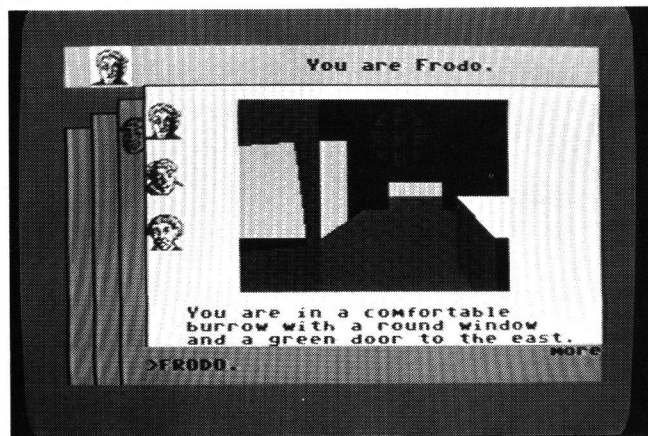 You are Frodo.
You are in a comfortable
burrow with a round window
and a green door to the east.
more
>FRODO.